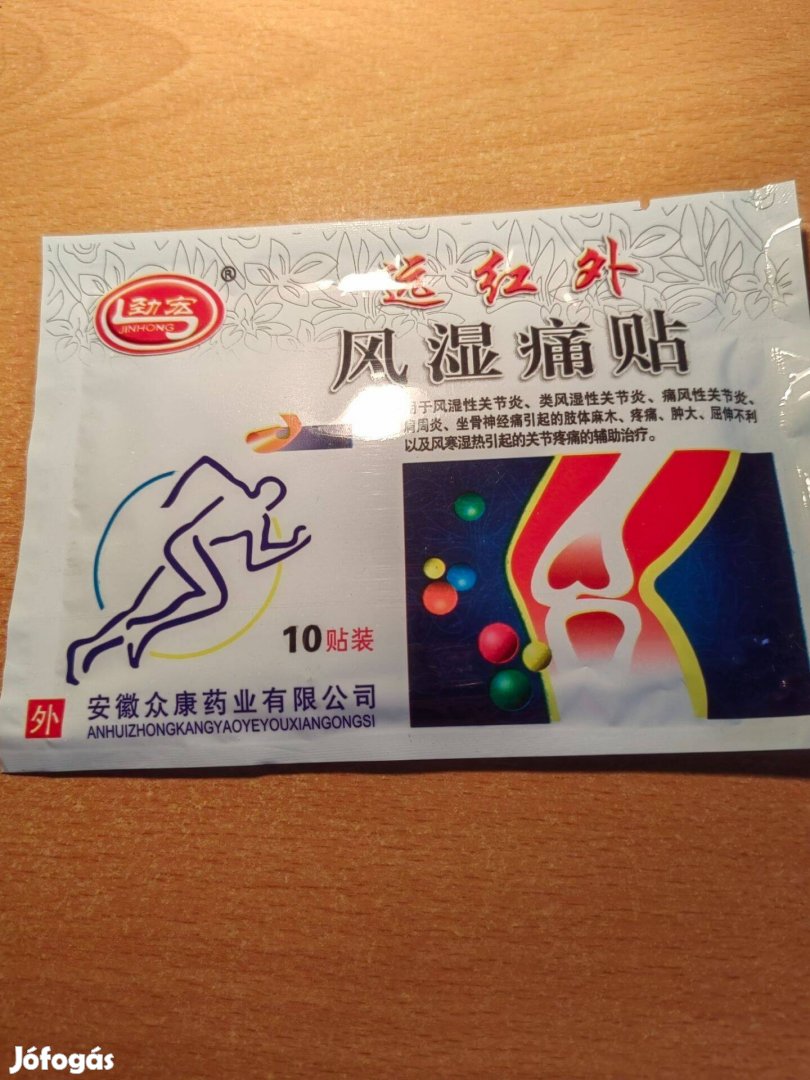 劲宏
JINHONG
®
远红外
风湿痛贴
用于风湿性关节炎、类风湿性关节炎、痛风性关节炎、
肩周炎、坐骨神经痛引起的肢体麻木、疼痛、肿大、屈伸不利
以及风寒湿热引起的关节疼痛的辅助治疗。
10贴装
外
安徽众康药业有限公司
ANHUIZHONGKANGYAOYEYOUXIANGONGSI
Jófogás